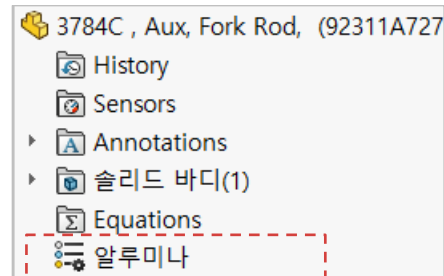 3784C , Aux, Fork Rod, (92311A727
History
Sensors
Annotations
솔리드 바디(1)
Equations
알루미나